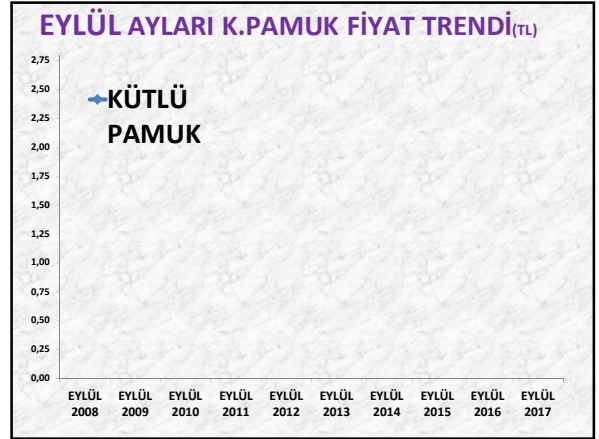 EYLÜL AYLARI K.PAMUK FİYAT TRENDİ(TL)
2,75
2,50
2,25
2,00
1,75
1,50
1,25
1,00
0,75
0,50
0,25
0,00
KÜTLÜ
PAMUK
EYLÜL EYLÜL EYLÜL EYLÜL EYLÜL EYLÜL EYLÜL EYLÜL EYLÜL EYLÜL
2008 2009 2010 2011 2012 2013 2014 2015 2016 2017